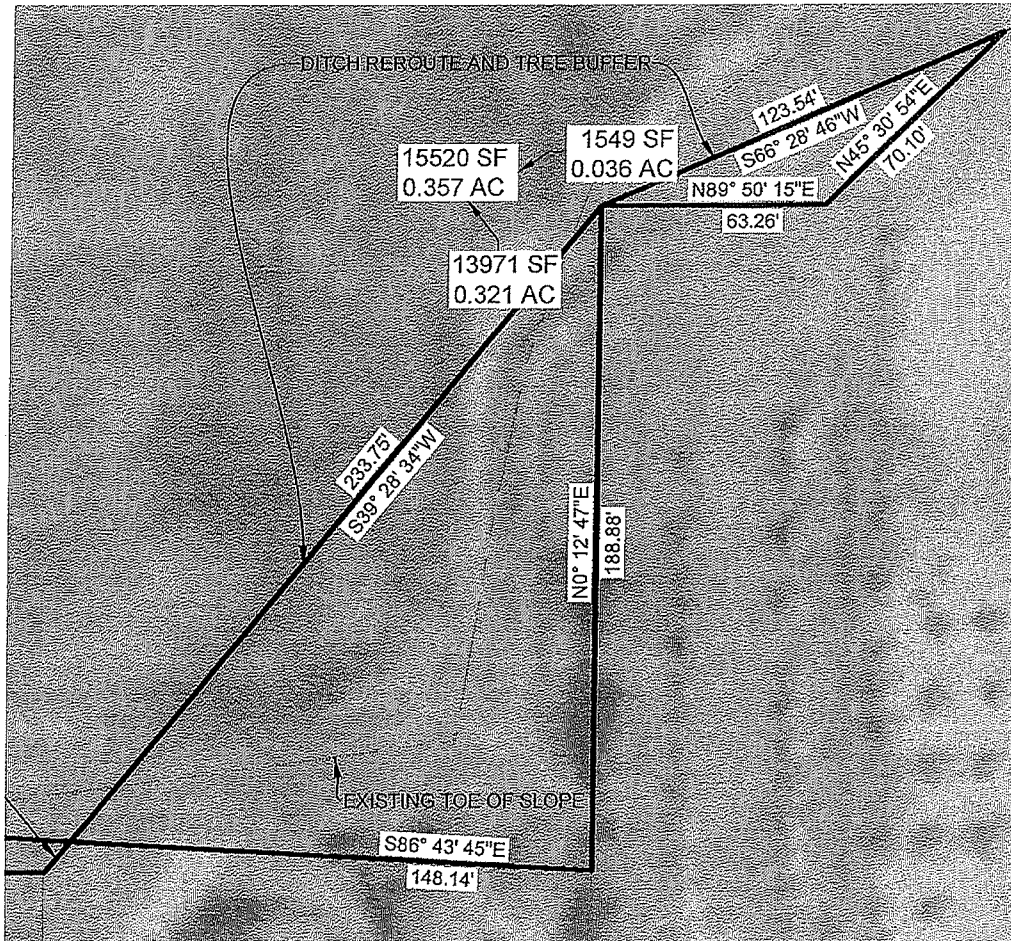 DITCH REROUTE AND TREE BUFFER
123.54'
S66° 28' 46"W
N45° 30' 54"E
70.10'
1549 SF
0.036 AC
15520 SF
0.357 AC
N89° 50' 15"E
63.26'
13971 SF
0.321 AC
233.75'
S39° 28' 34"W
N0° 12' 47"E
188.88'
EXISTING TOE OF SLOPE
S86° 43' 45"E
148.14'